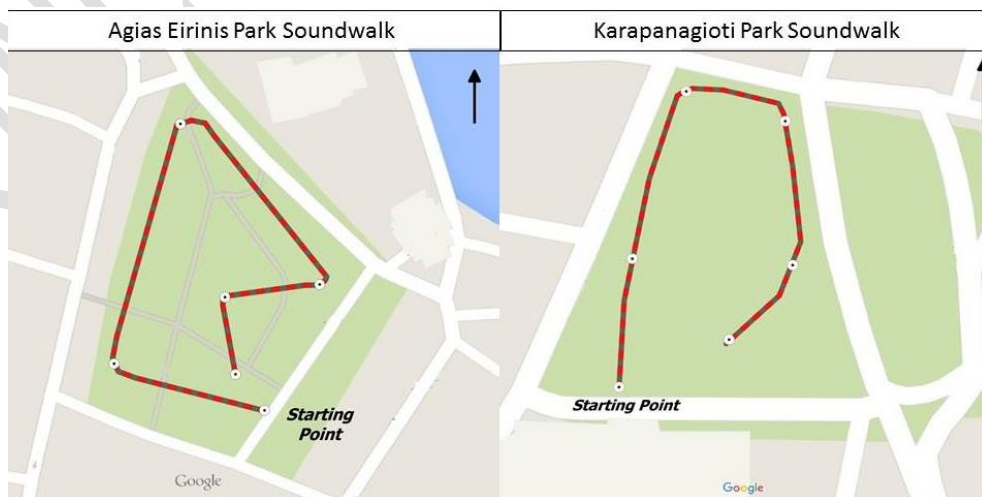 Agias Eirinis Park Soundwalk
Karapanagioti Park Soundwalk
Starting
Point
Google
Starting Point
Google